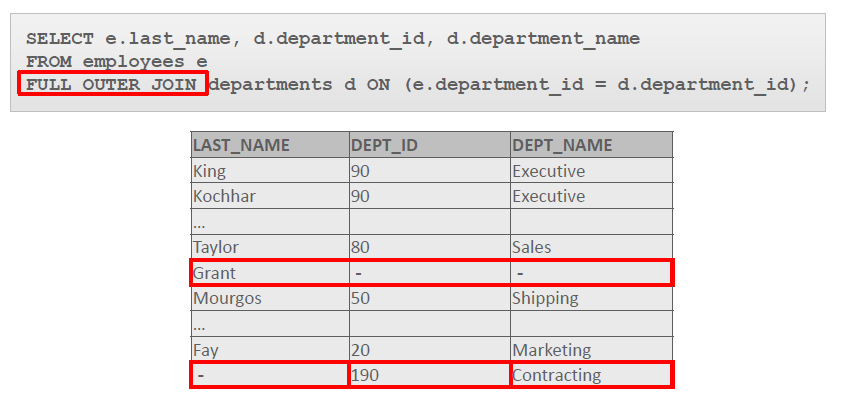 SELECT e.last_name, d.department_id, d.department_name
FROM employees e
FULL OUTER JOIN departments d ON (e.department_id = d.department_id);
LAST_NAME DEPT_ID DEPT_NAME
King 90 Executive
Kochhar 90 Executive
...
Taylor 80 Sales
Grant - -
Mourgos 50 Shipping
...
Fay 20 Marketing
- 190 Contracting